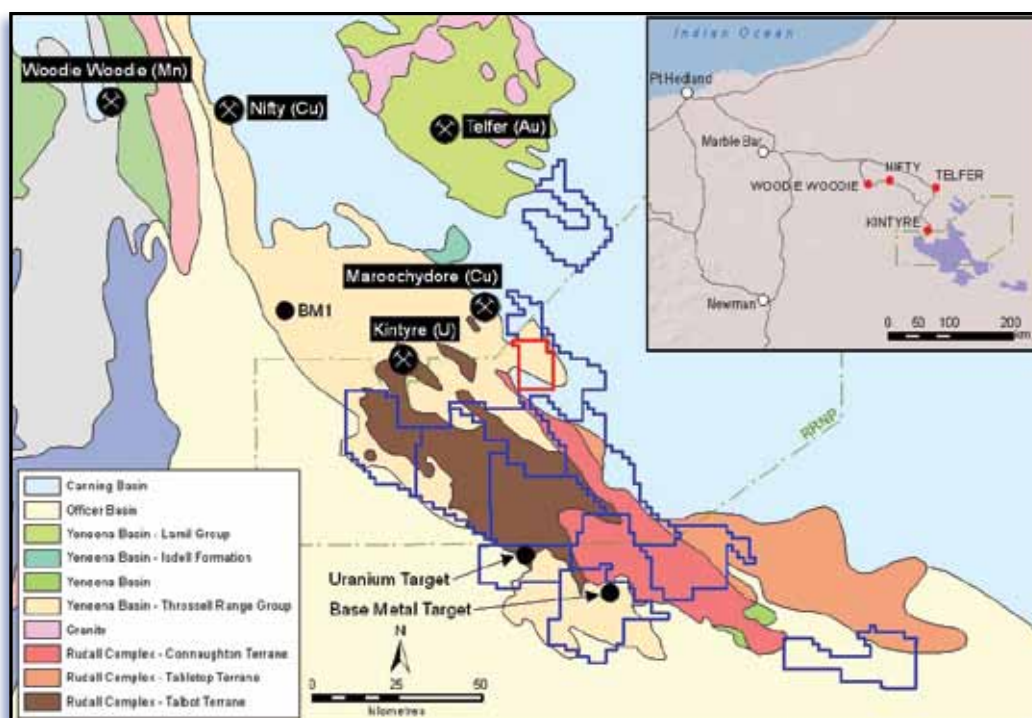 Woodie Woodie (Mn)
Nifty (Cu)
Telfer (Au)
Maroochydore (Cu)
BM1
Kintyre (U)
RRNP
Uranium Target
Base Metal Target
N
0 25 50
kilometres
Indian Ocean
Pt Hedland
Marble Bar
NIFTY
TELFER
WOODIE WOODIE
KINTYRE
Newman
0 50 100 200
km
Canning Basin
Officer Basin
Yeneena Basin - Lamil Group
Yeneena Basin - Isdell Formation
Yeneena Basin
Yeneena Basin - Throssell Range Group
Granite
Rudall Complex - Connaughton Terrane
Rudall Complex - Tabletop Terrane
Rudall Complex - Talbot Terrane